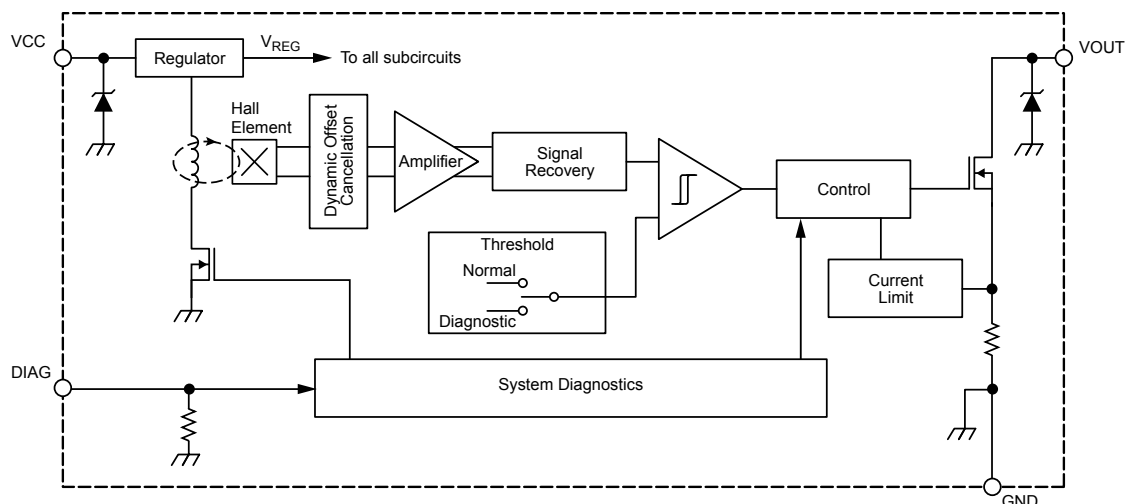 VCC
Regulator
VREG
To all subcircuits
VOUT
Hall
Element
Dynamic Offset
Cancellation
Amplifier
Signal
Recovery
Control
Threshold
Normal
Diagnostic
Current
Limit
DIAG
System Diagnostics
GND